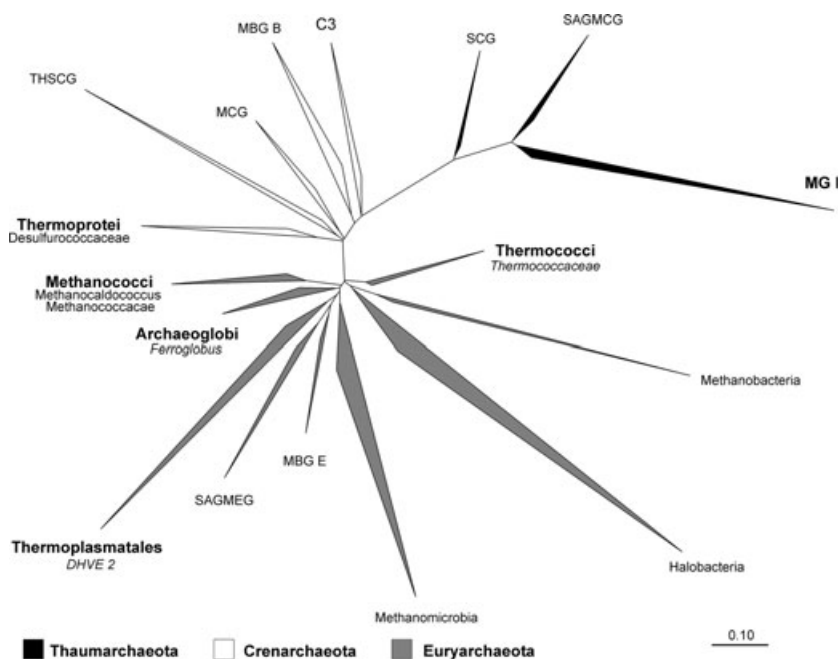 SAGMCG
C3
MBG B
SCG
THSCG
MCG
MG I
Thermoprotei
Desulfurococcaceae
Thermococci
Thermococcaceae
Methanococci
Methanocaldococcus
Methanococcacae
Archaeoglobi
Ferroglobus
Methanobacteria
MBG E
SAGMEG
Thermoplasmatales
DHVE 2
Halobacteria
Methanomicrobia
Thaumarchaeota
Crenarchaeota
Euryarchaeota
0.10